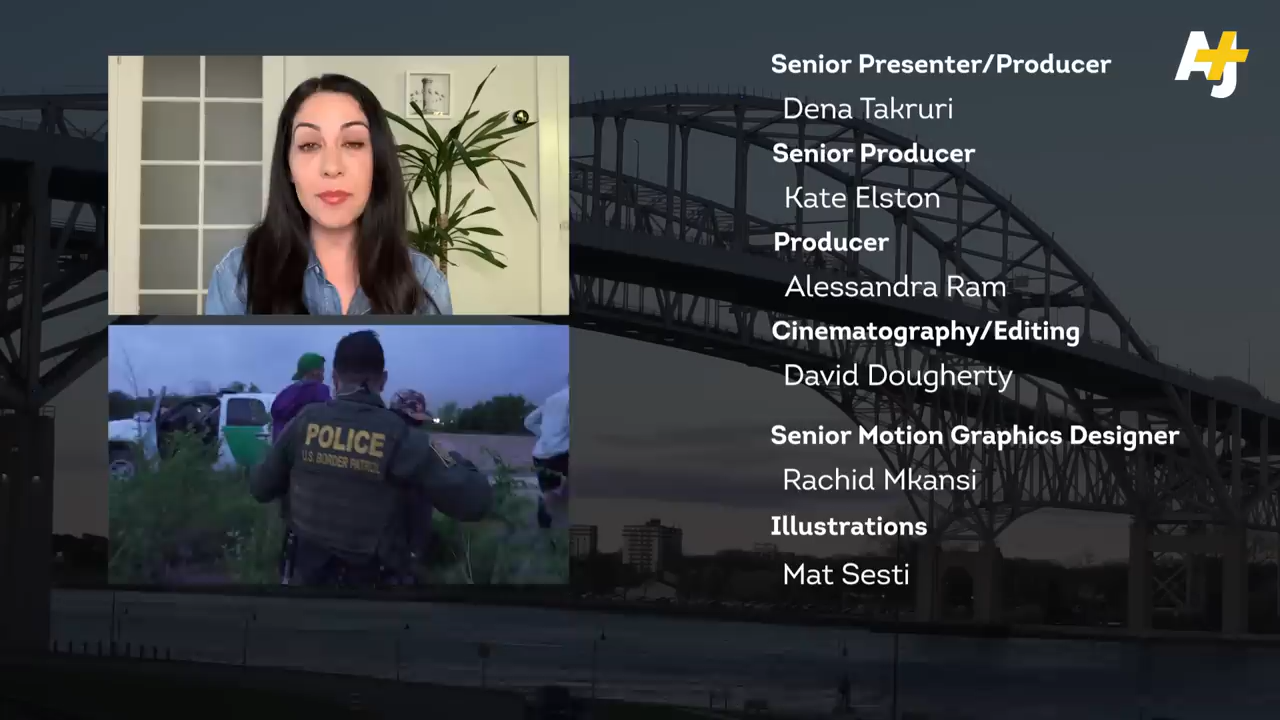 AJ+
Senior Presenter/Producer
Dena Takruri
Senior Producer
Kate Elston
Producer
Alessandra Ram
Cinematography/Editing
David Dougherty
Senior Motion Graphics Designer
Rachid Mkansi
Illustrations
Mat Sesti
POLICE
U.S. BORDER PATROL